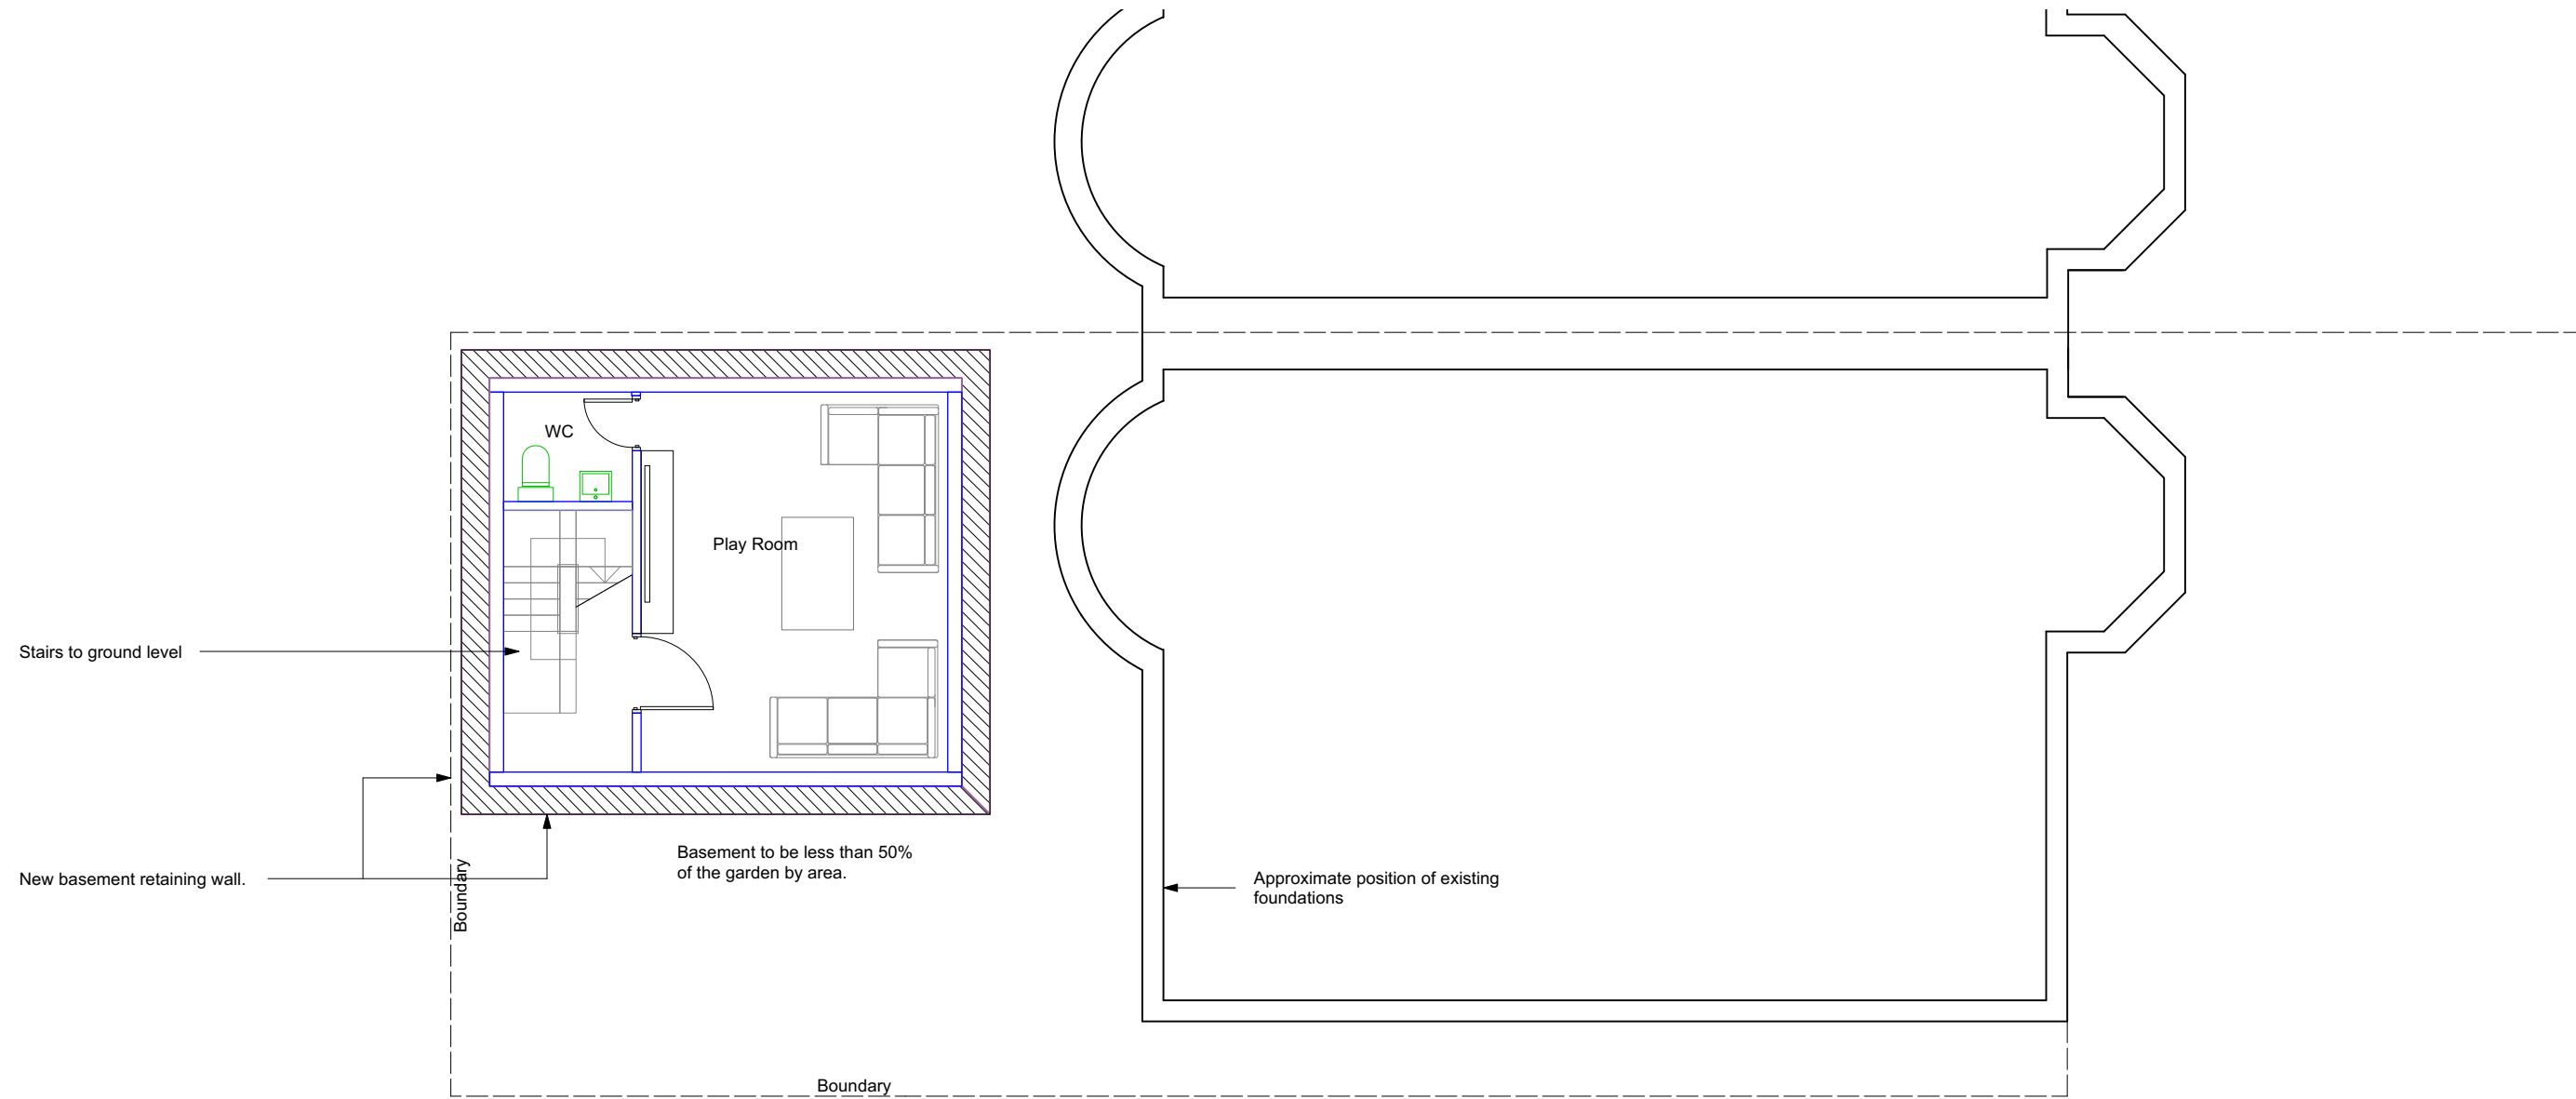 WC
Play Room
Stairs to ground level
Basement to be less than 50%
of the garden by area.
New basement retaining wall.
Boundary
Approximate position of existing
foundations
Boundary